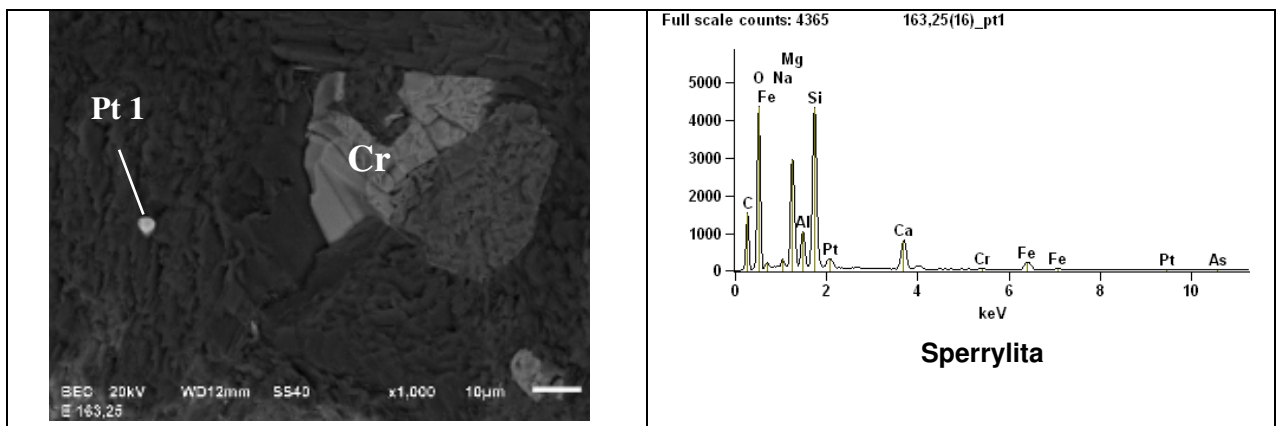 Pt 1
Cr
BEC 20kV WD12mm SS40 x1,000 10µm
E 163,25
Full scale counts: 4365 163,25(16)_pt1
Mg
O Na
Fe Si
C
Al
Pt
Ca
Cr
Fe
Fe
Pt
As
5000
4000
3000
2000
1000
0
0 2 4 6 8 10
keV
Sperrylita